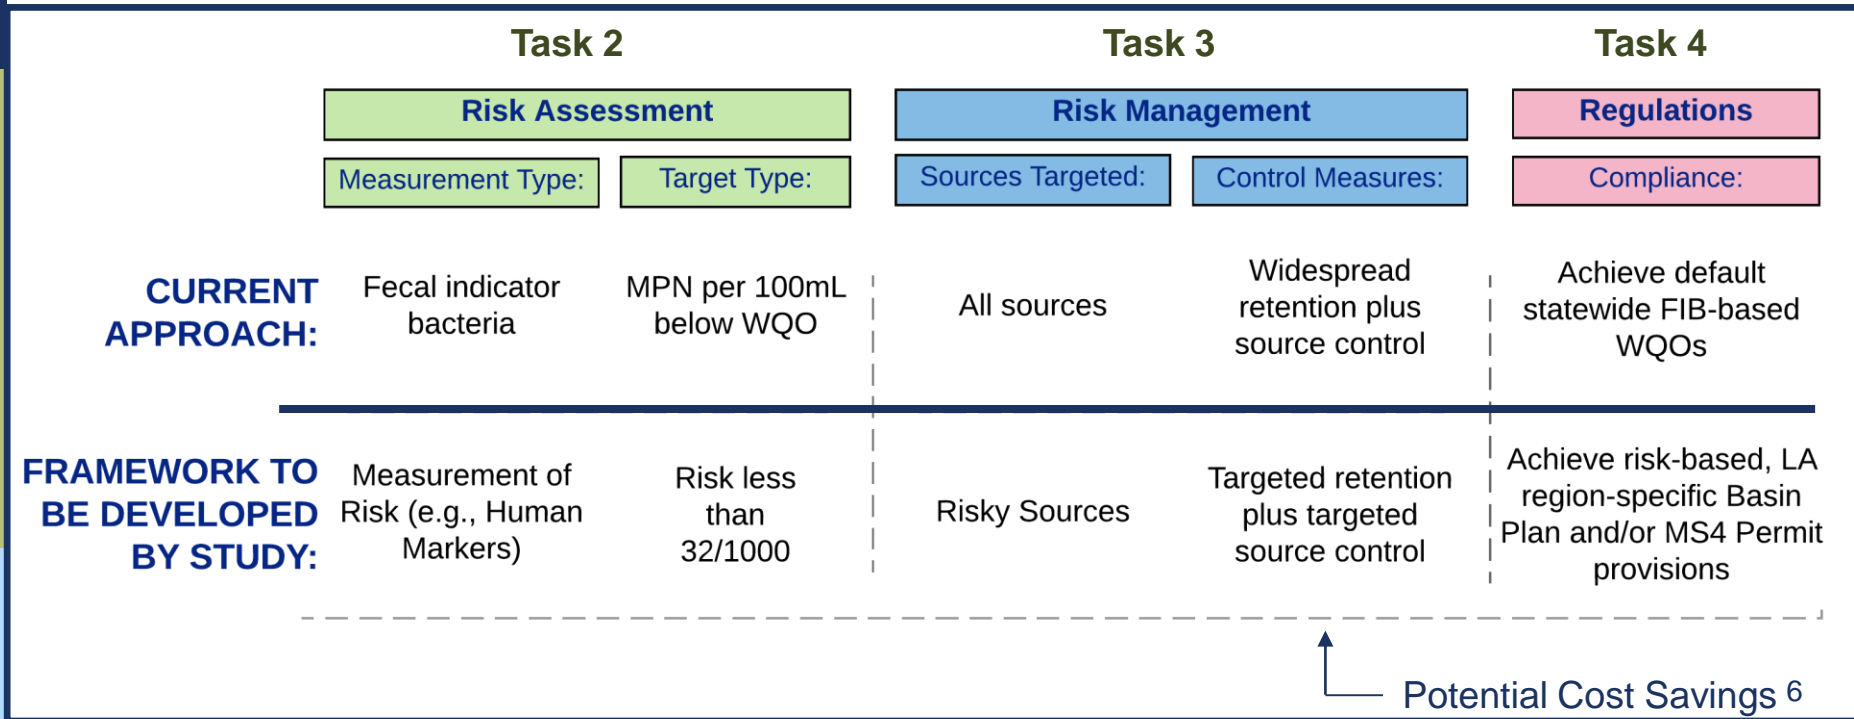 Task 2
Task 3
Task 4
Risk Assessment
Risk Management
Regulations
Measurement Type:
Target Type:
Sources Targeted:
Control Measures:
Compliance:
CURRENT
APPROACH:
Fecal indicator
bacteria
MPN per 100mL
below WQO
All sources
Widespread
retention plus
source control
Achieve default
statewide FIB-based
WQOs
FRAMEWORK TO
BE DEVELOPED
BY STUDY:
Measurement of
Risk (e.g., Human
Markers)
Risk less
than
32/1000
Risky Sources
Targeted retention
plus targeted
source control
Achieve risk-based, LA
region-specific Basin
Plan and/or MS4 Permit
provisions
Potential Cost Savings 6